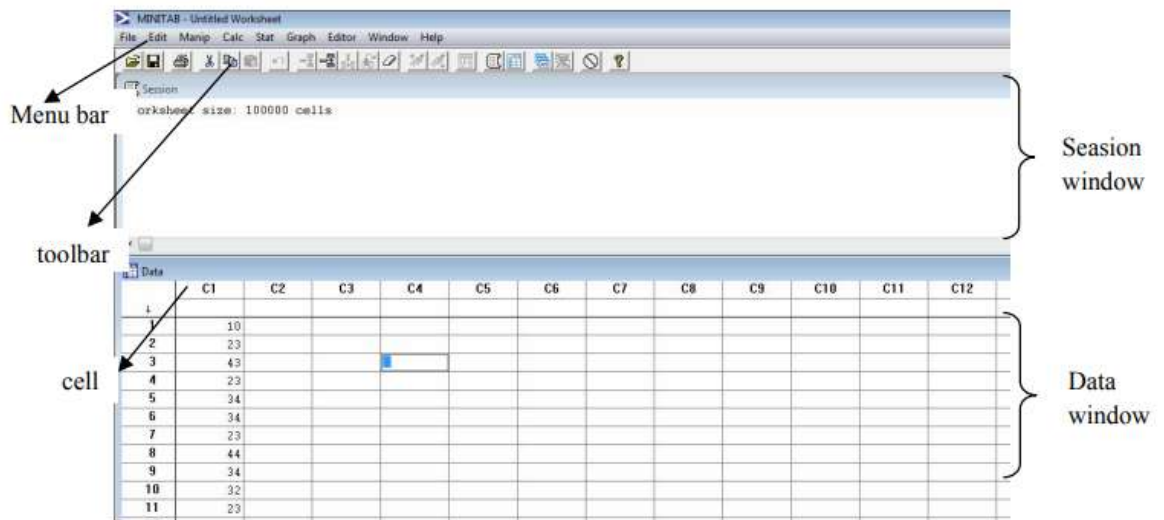 MINITAB - Untitled Worksheet
File Edit Manip Calc Stat Graph Editor Window Help
Session
orksheet size: 100000 cells
Menu bar
Seasion
window
toolbar
Data
C1 C2 C3 C4 C5 C6 C7 C8 C9 C10 C11 C12
↓
1 10
2 23
3 43
4 23
5 34
6 34
7 23
8 44
9 34
10 32
11 23
cell
Data
window